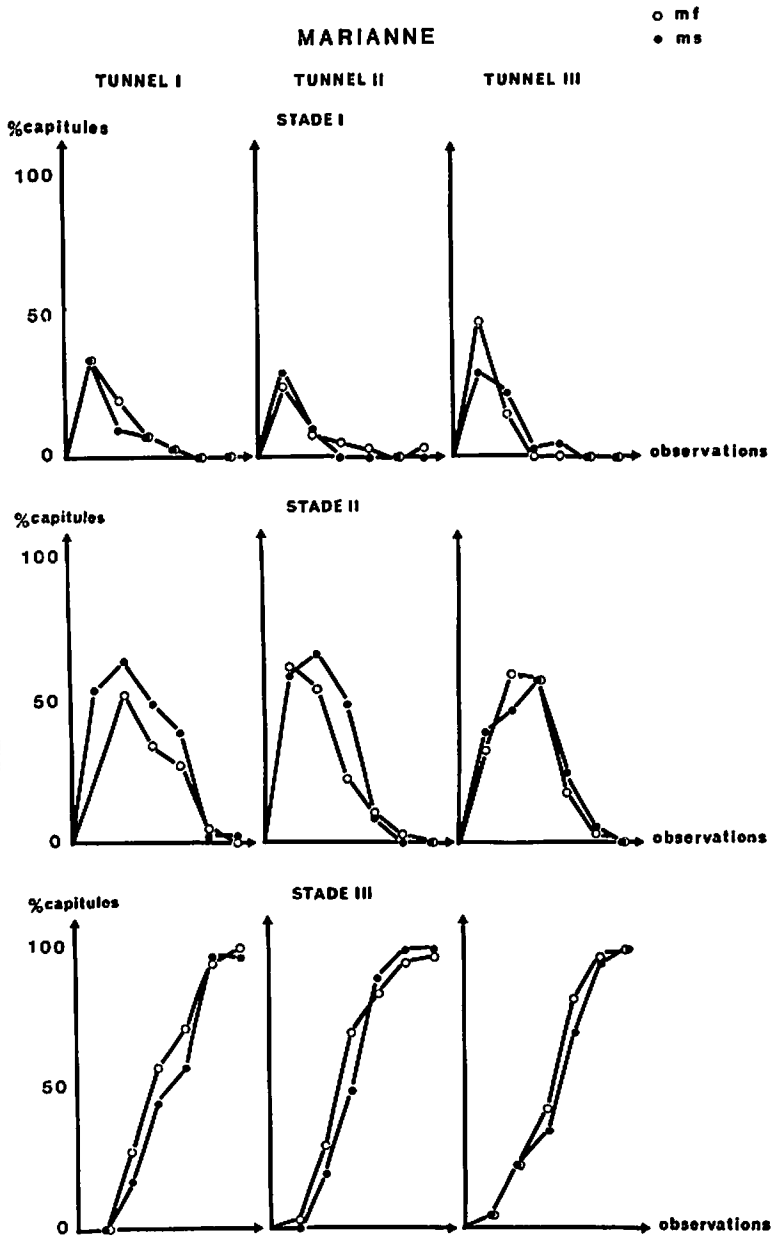 mf
MARIANNE
ms
TUNNEL I TUNNEL II TUNNEL III
STADE I
%capitules
100
50
0 observations
STADE II
%capitules
100
50
0 observations
STADE III
%capitules
100
50
0 observations